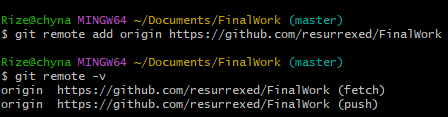 Rize@chyna MINGW64 ~/Documents/FinalWork (master)
$ git remote add origin https://github.com/resurrexed/FinalWork
Rize@chyna MINGW64 ~/Documents/FinalWork (master)
$ git remote -v
origin  https://github.com/resurrexed/FinalWork (fetch)
origin  https://github.com/resurrexed/FinalWork (push)